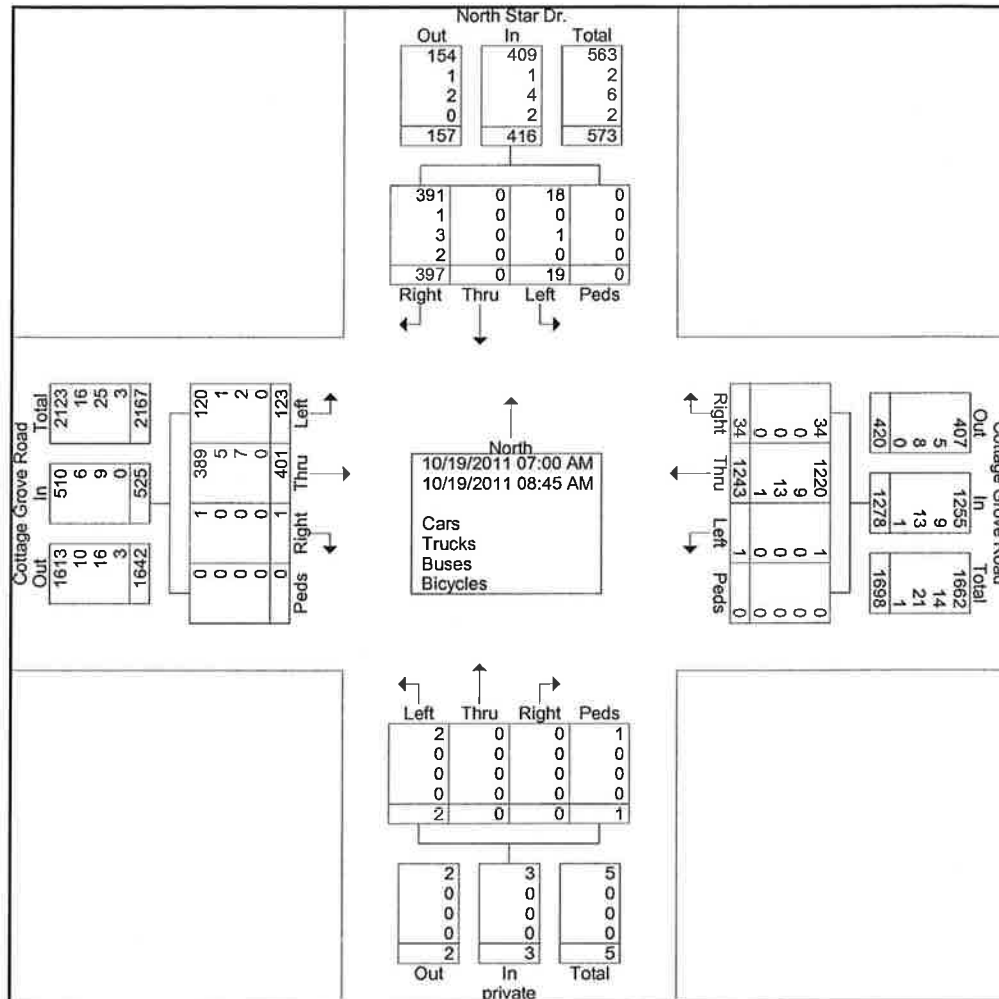 North Star Dr.
Out In Total
154 409 563
1 1 2
2 4 6
0 2 2
157 416 573
391 0 18 0
1 0 0 0
3 0 1 0
2 0 0 0
397 0 19 0
Right Thru Left Peds
Cottage Grove Road
Total
2123
16
25
3
2167
In
510
6
9
0
525
Out
1613
10
16
3
1642
Left
120
1
2
0
123
Thru
389
5
7
0
401
Right
1
0
0
0
1
Peds
0
0
0
0
0
North
10/19/2011 07:00 AM
10/19/2011 08:45 AM
Cars
Trucks
Buses
Bicycles
Right
34
0
0
0
34
Thru
1220
9
13
1
1243
Left
1
0
0
0
1
Peds
0
0
0
0
0
Cottage Grove Road
Out
407
5
8
0
420
In
1255
9
13
1
1278
Total
1662
14
21
1
1698
Left Thru Right Peds
2 0 0 1
0 0 0 0
0 0 0 0
0 0 0 0
2 0 0 1
2 3 5
0 0 0
0 0 0
0 0 0
2 3 5
Out In Total
private